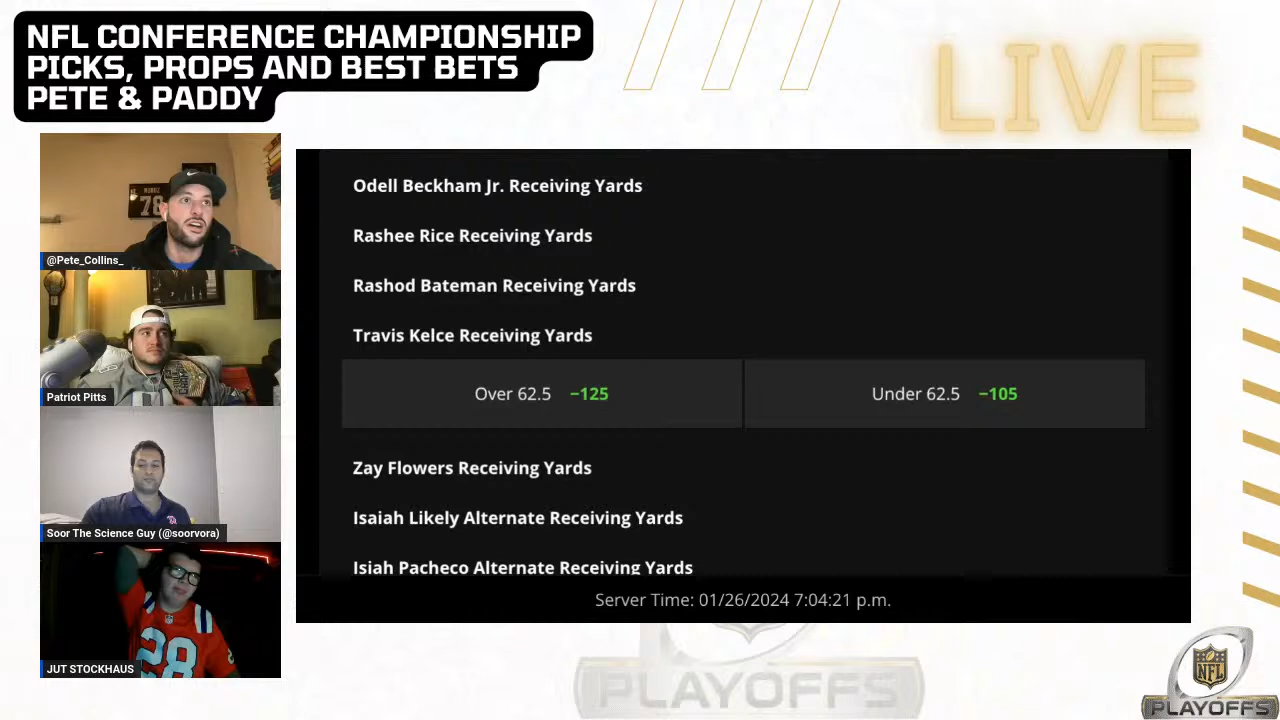 NFL CONFERENCE CHAMPIONSHIP
PICKS, PROPS AND BEST BETS
PETE & PADDY
LIVE
78
@Pete_Collins_
Patriot Pitts
Soor The Science Guy (@soorvora)
28
JUT STOCKHAUS
Odell Beckham Jr. Receiving Yards
Rashee Rice Receiving Yards
Rashod Bateman Receiving Yards
Travis Kelce Receiving Yards
Over 62.5 −125
Under 62.5 −105
Zay Flowers Receiving Yards
Isaiah Likely Alternate Receiving Yards
Isiah Pacheco Alternate Receiving Yards
Server Time: 01/26/2024 7:04:21 p.m.
PLAYOFFS
NFL
PLAYOFFS